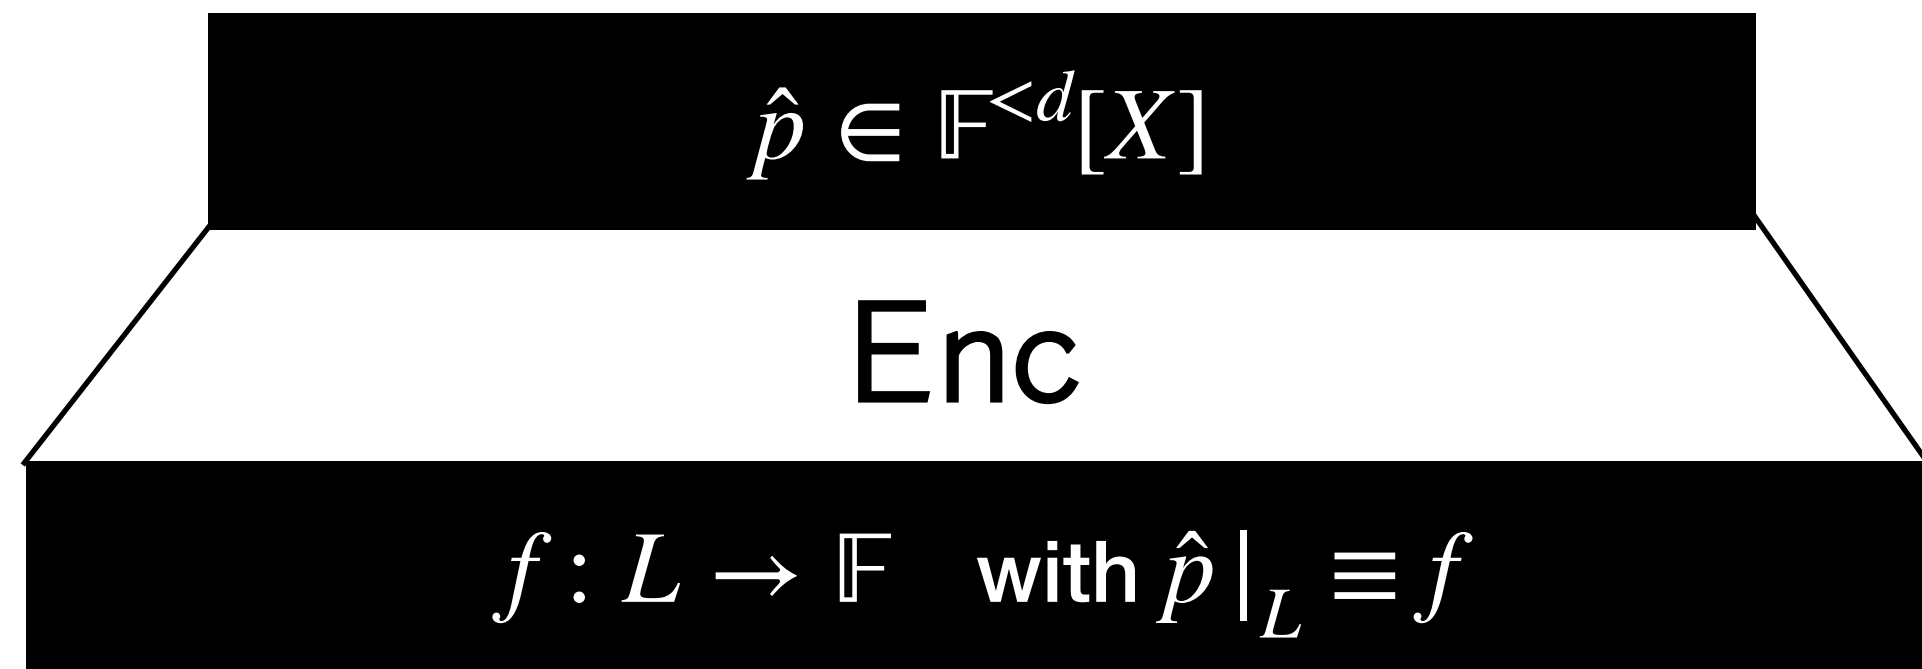 p̂ ∈ 𝔽^{<d}[X]
Enc
f : L → 𝔽 with p̂|_L ≡ f